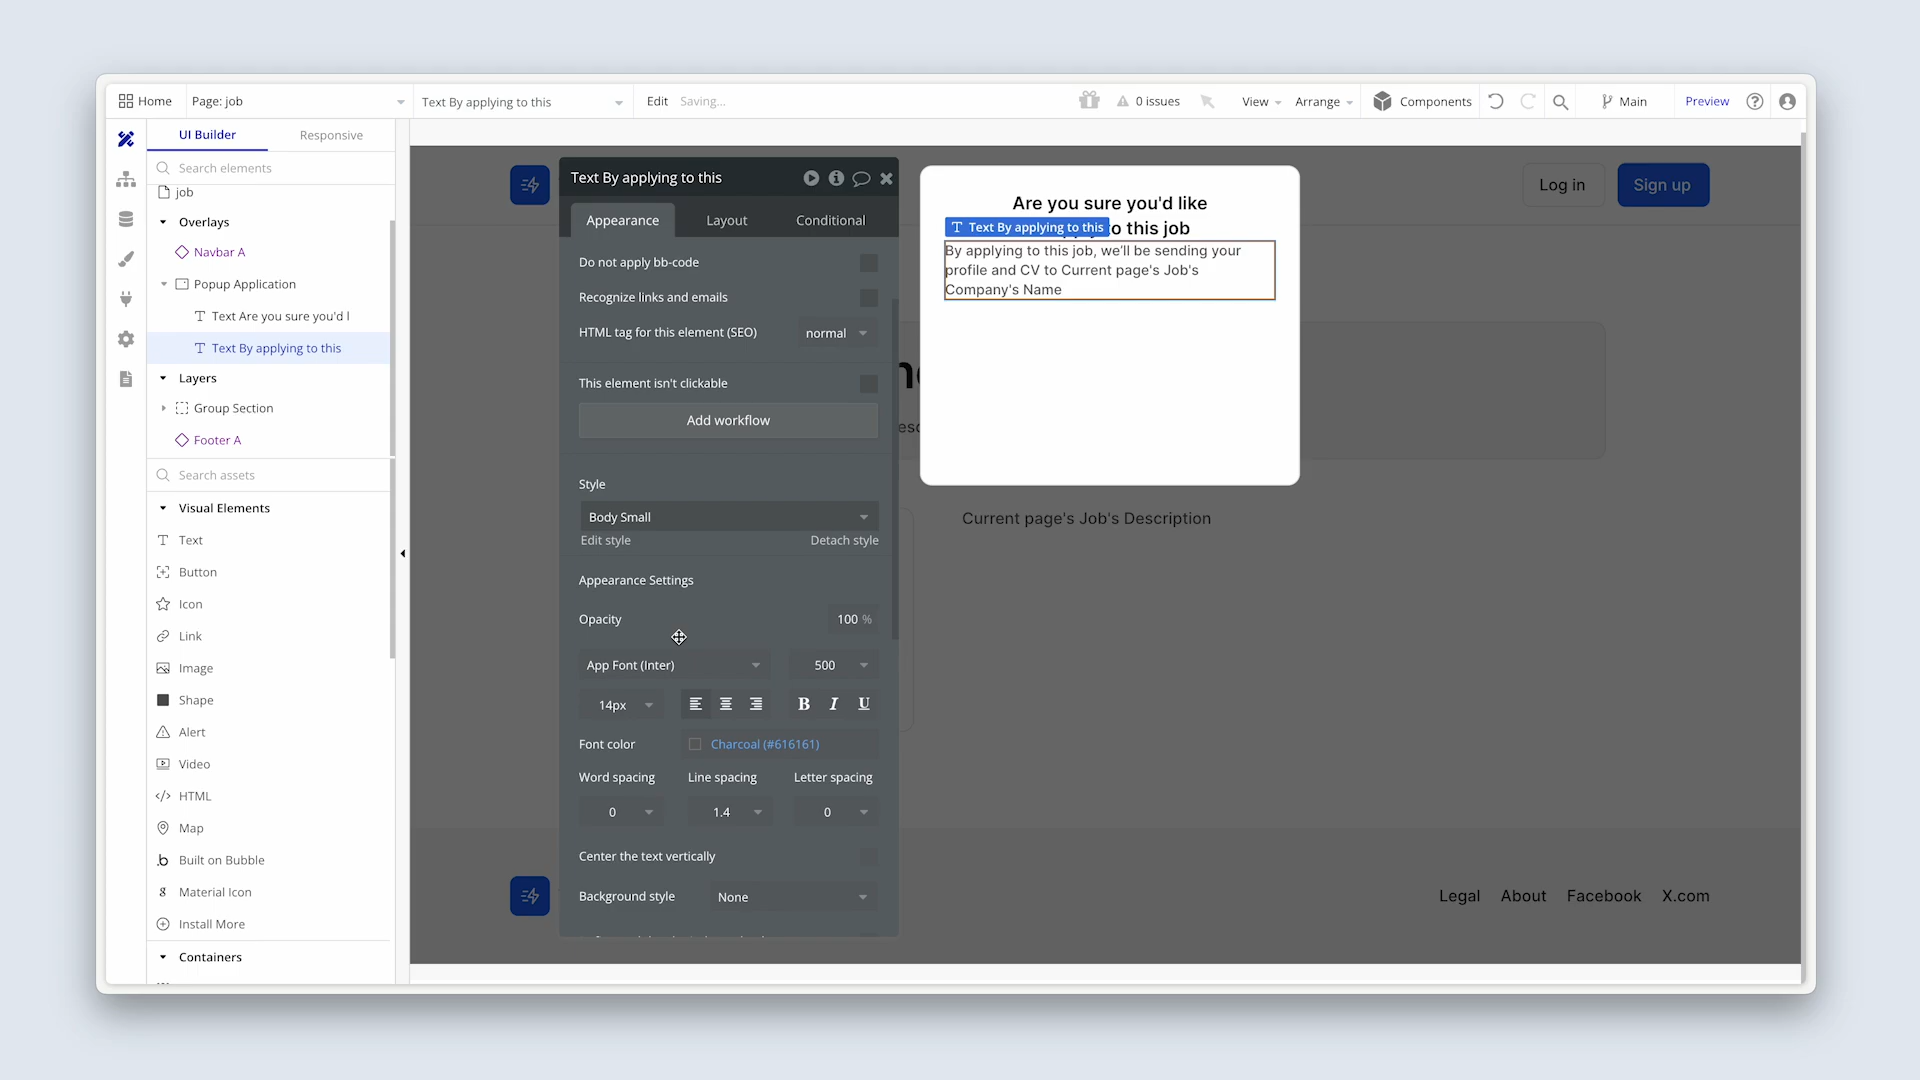 Home
Page: job
Text By applying to this
Edit
Saving...
0 issues
View
Arrange
Components
Main
Preview
UI Builder
Responsive
Search elements
job
Overlays
Navbar A
Popup Application
Text Are you sure you'd l
Text By applying to this
Layers
Group Section
Footer A
Search assets
Visual Elements
Text
Button
Icon
Link
Image
Shape
Alert
Video
HTML
Map
Built on Bubble
Material Icon
Install More
Containers
Text By applying to this
Appearance
Layout
Conditional
Do not apply bb-code
Recognize links and emails
HTML tag for this element (SEO)
normal
This element isn't clickable
Add workflow
Style
Body Small
Edit style
Detach style
Appearance Settings
Opacity
100 %
App Font (Inter)
500
14px
B I U
Font color
Charcoal (#616161)
Word spacing
Line spacing
Letter spacing
0
1.4
0
Center the text vertically
Background style
None
Log in
Sign up
Are you sure you'd like
to this job
Text By applying to this
By applying to this job, we'll be sending your
profile and CV to Current page's Job's
Company's Name
Current page's Job's Description
Legal
About
Facebook
X.com